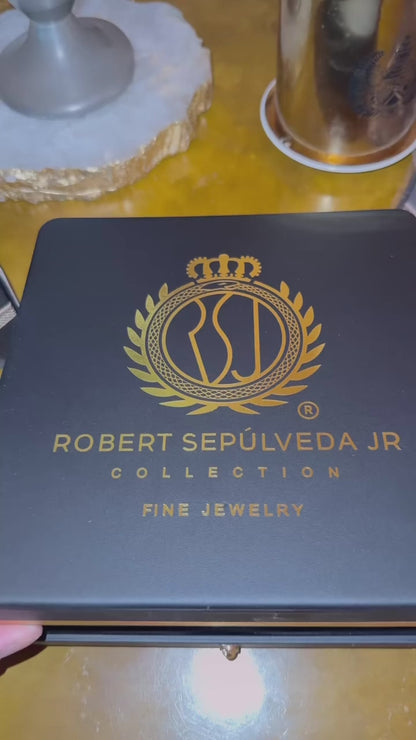 RSJ
®
ROBERT SEPÚLVEDA JR
COLLECTION
FINE JEWELRY